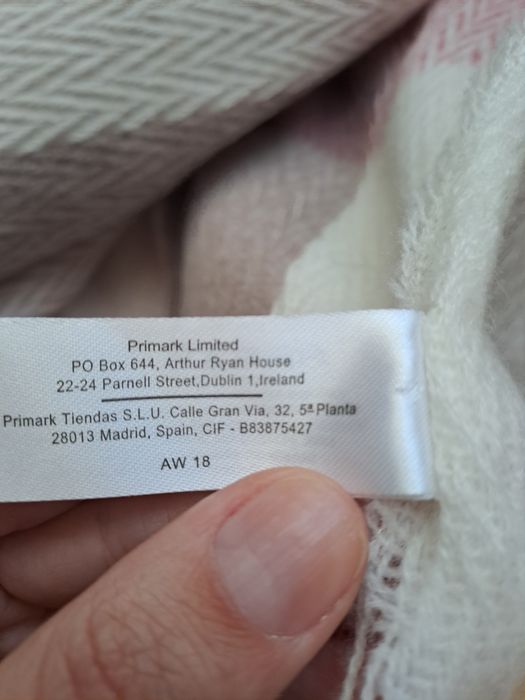 Primark Limited
PO Box 644, Arthur Ryan House
22-24 Parnell Street,Dublin 1,Ireland
Primark Tiendas S.L.U. Calle Gran Via, 32, 5ª Planta
28013 Madrid, Spain, CIF - B83875427
AW 18